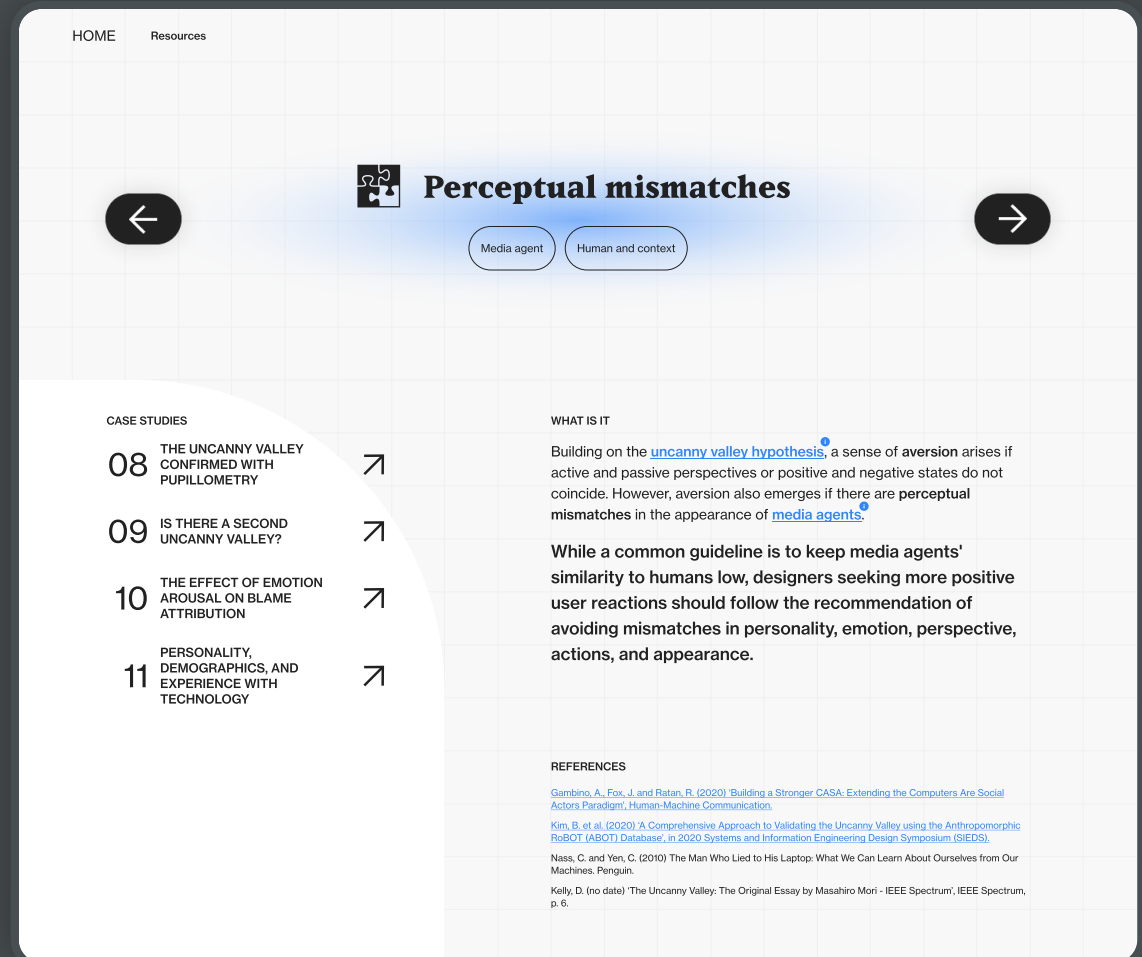 HOME
Resources
Perceptual mismatches
Media agent
Human and context
CASE STUDIES
08
THE UNCANNY VALLEY
CONFIRMED WITH
PUPILLOMETRY
09
IS THERE A SECOND
UNCANNY VALLEY?
10
THE EFFECT OF EMOTION
AROUSAL ON BLAME
ATTRIBUTION
11
PERSONALITY,
DEMOGRAPHICS, AND
EXPERIENCE WITH
TECHNOLOGY
WHAT IS IT
Building on the uncanny valley hypothesis, a sense of aversion arises if
active and passive perspectives or positive and negative states do not
coincide. However, aversion also emerges if there are perceptual
mismatches in the appearance of media agents.
While a common guideline is to keep media agents'
similarity to humans low, designers seeking more positive
user reactions should follow the recommendation of
avoiding mismatches in personality, emotion, perspective,
actions, and appearance.
REFERENCES
Gambino, A., Fox, J. and Ratan, R. (2020) 'Building a Stronger CASA: Extending the Computers Are Social
Actors Paradigm', Human-Machine Communication.
Kim, B. et al. (2020) 'A Comprehensive Approach to Validating the Uncanny Valley using the Anthropomorphic
RoBOT (ABOT) Database', in 2020 Systems and Information Engineering Design Symposium (SIEDS).
Nass, C. and Yen, C. (2010) The Man Who Lied to His Laptop: What We Can Learn About Ourselves from Our
Machines. Penguin.
Kelly, D. (no date) 'The Uncanny Valley: The Original Essay by Masahiro Mori - IEEE Spectrum', IEEE Spectrum,
p. 6.